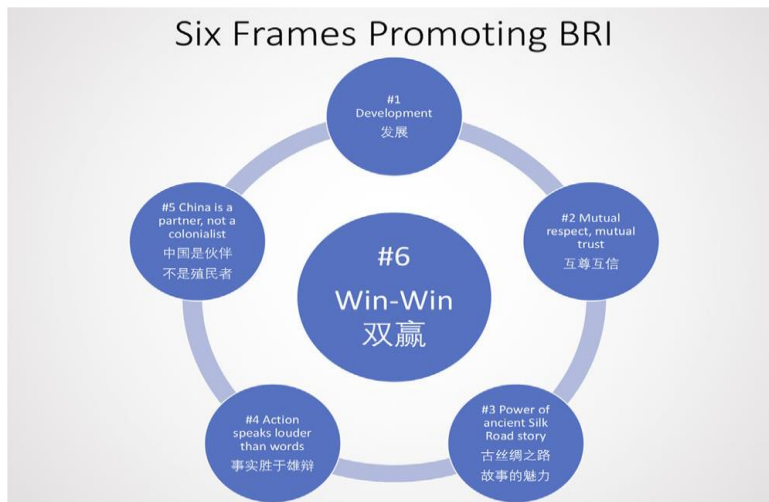 Six Frames Promoting BRI
#1
Development
发展
#2 Mutual
respect, mutual
trust
互尊互信
#3 Power of
ancient Silk
Road story
古丝绸之路
故事的魅力
#4 Action
speaks louder
than words
事实胜于雄辩
#5 China is a
partner, not a
colonialist
中国是伙伴
不是殖民者
#6
Win-Win
双赢